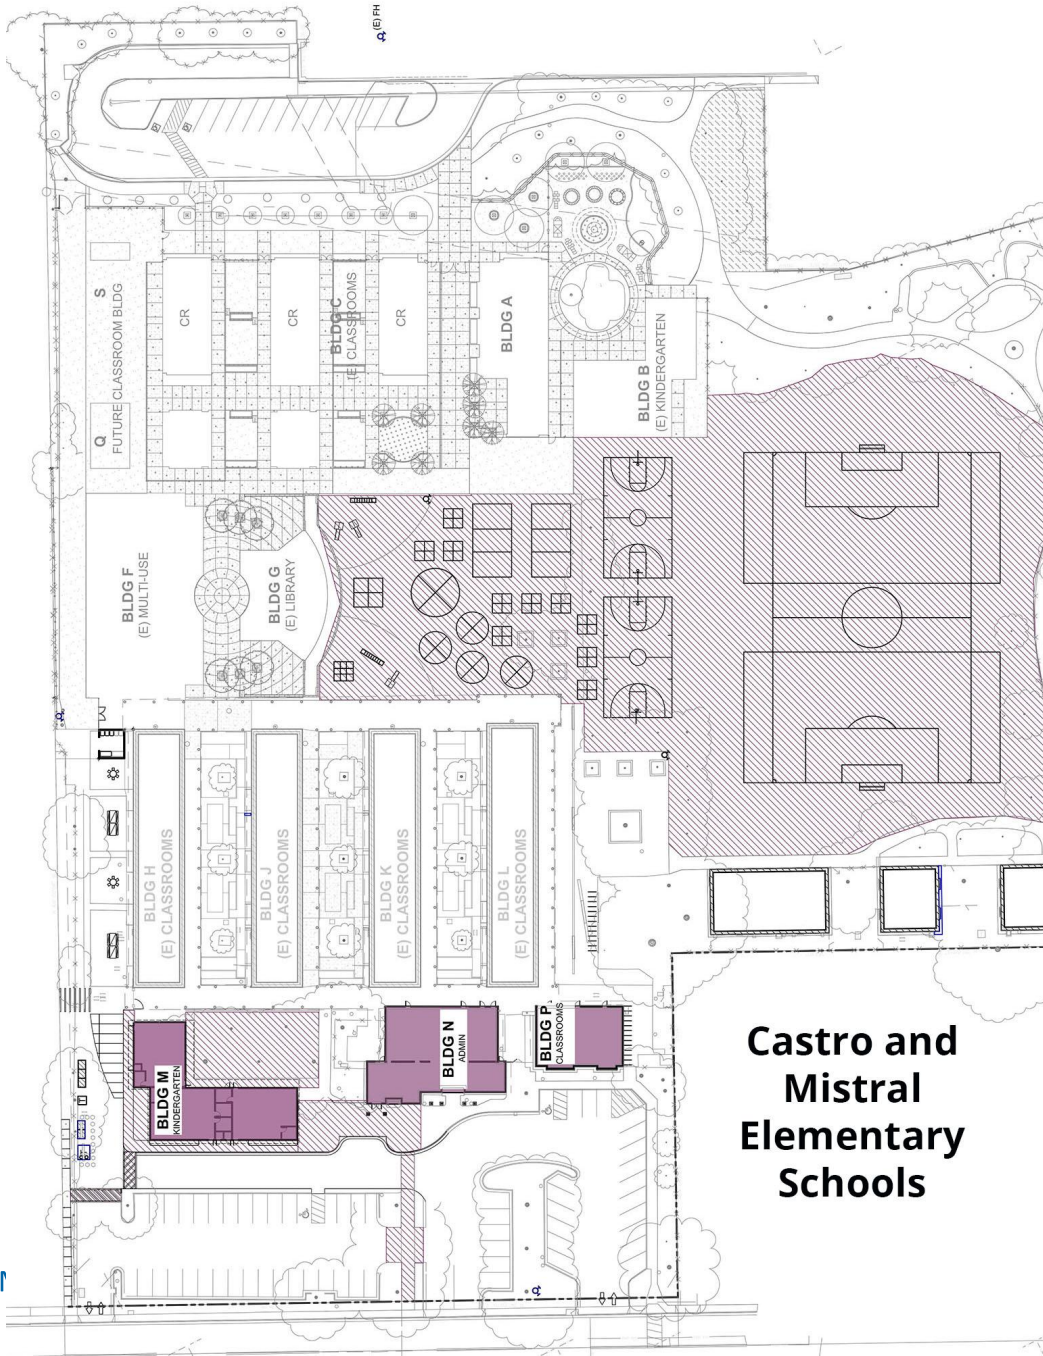 (E) FH
S
FUTURE CLASSROOM BLDG
Q
CR
CR
BLDG C
(E) CLASSROOMS
CR
BLDG A
BLDG B
(E) KINDERGARTEN
BLDG F
(E) MULTI-USE
BLDG G
(E) LIBRARY
BLDG H
(E) CLASSROOMS
BLDG J
(E) CLASSROOMS
BLDG K
(E) CLASSROOMS
BLDG L
(E) CLASSROOMS
BLDG M
KINDERGARTEN
BLDG N
ADMIN
BLDG P
CLASSROOMS
Castro and
Mistral
Elementary
Schools